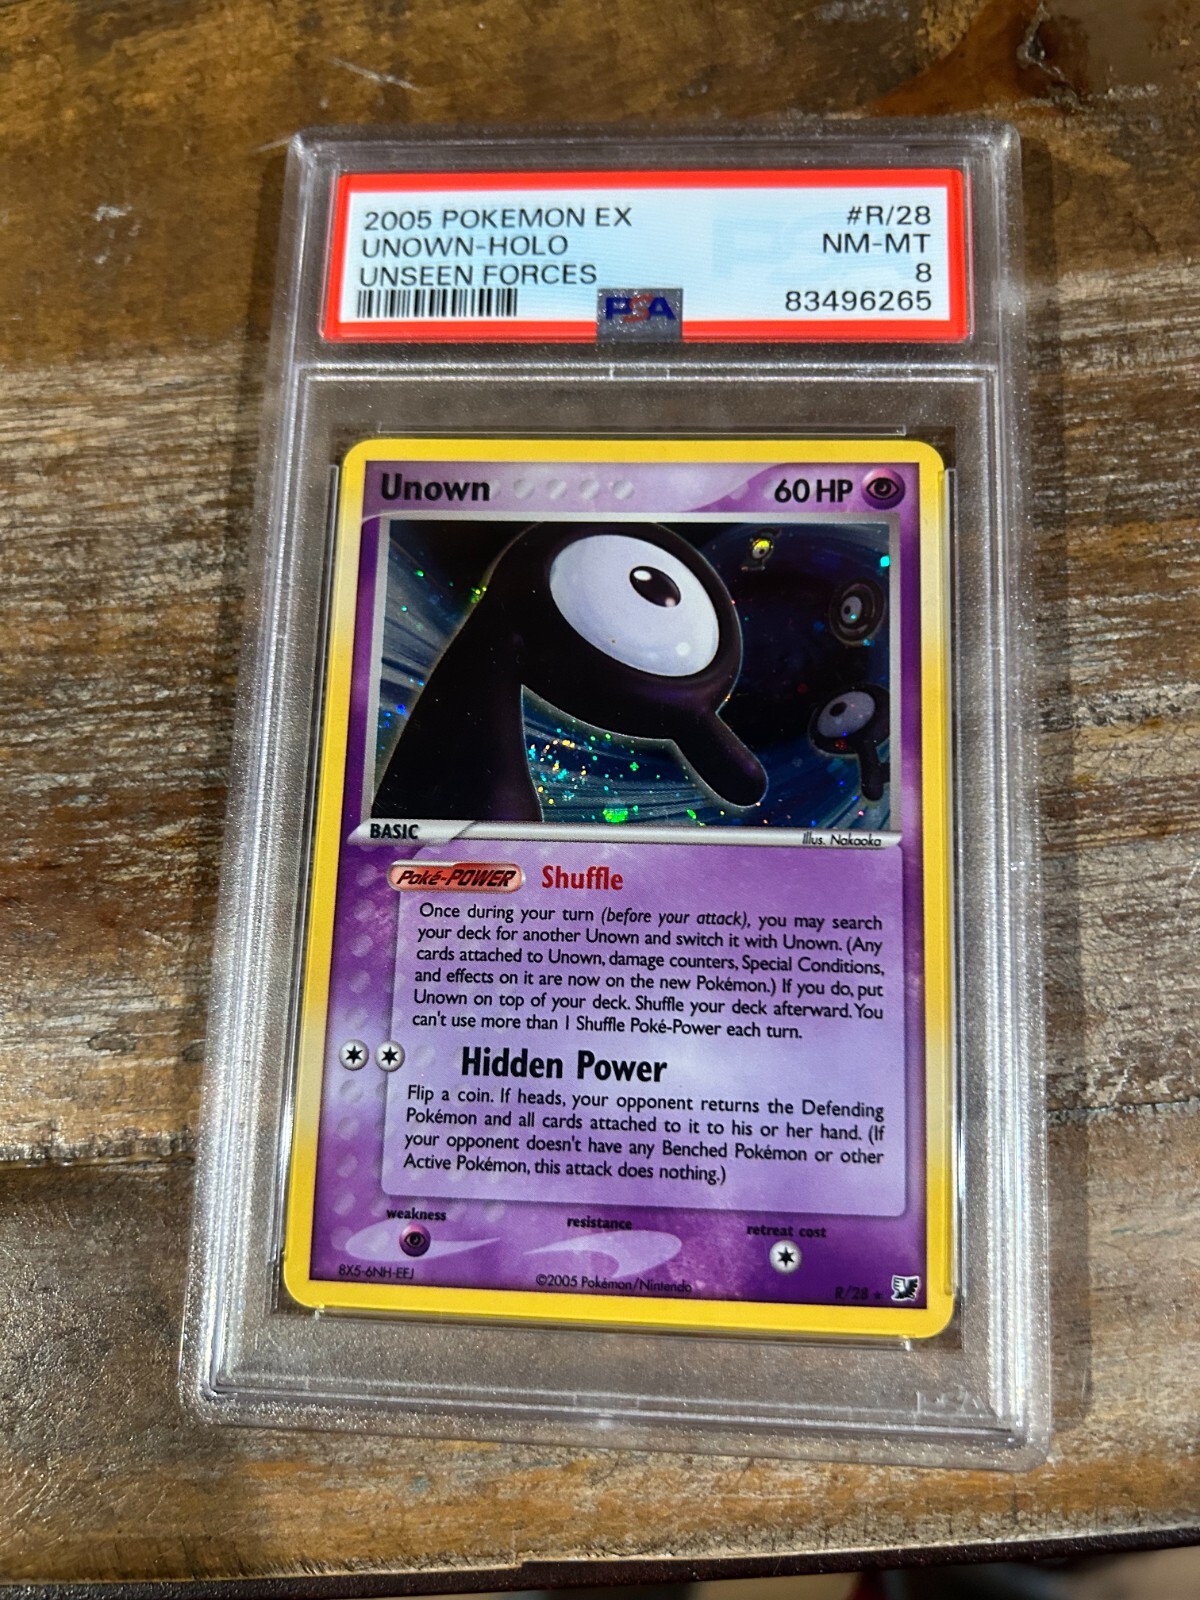 2005 POKEMON EX #R/28
UNOWN-HOLO NM-MT
UNSEEN FORCES 8
83496265
PSA
Unown 60 HP
BASIC
Illus. Nakaoka
Poké-POWER Shuffle
Once during your turn (before your attack), you may search
your deck for another Unown and switch it with Unown. (Any
cards attached to Unown, damage counters, Special Conditions,
and effects on it are now on the new Pokémon.) If you do, put
Unown on top of your deck. Shuffle your deck afterward. You
can't use more than 1 Shuffle Poké-Power each turn.
Hidden Power
Flip a coin. If heads, your opponent returns the Defending
Pokémon and all cards attached to it to his or her hand. (If
your opponent doesn't have any Benched Pokémon or other
Active Pokémon, this attack does nothing.)
weakness resistance retreat cost
8X5-6NH-EFJ ©2005 Pokémon/Nintendo R/28